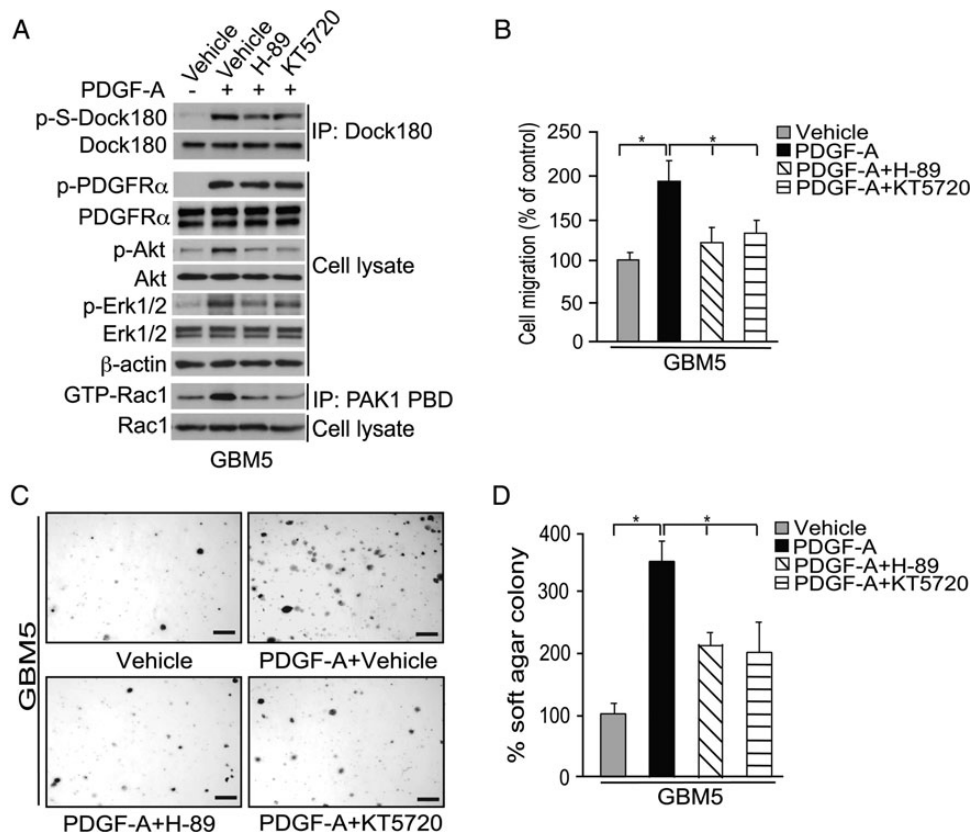 A
Vehicle
Vehicle
H-89
KT5720
PDGF-A - + + +
p-S-Dock180
Dock180
IP: Dock180
p-PDGFRα
PDGFRα
p-Akt
Akt
p-Erk1/2
Erk1/2
β-actin
Cell lysate
GTP-Rac1
IP: PAK1 PBD
Rac1
Cell lysate
GBM5
B
Cell migration (% of control)
250
200
150
100
50
0
* *
GBM5
Vehicle
PDGF-A
PDGF-A+H-89
PDGF-A+KT5720
C
GBM5
Vehicle
PDGF-A+Vehicle
PDGF-A+H-89
PDGF-A+KT5720
D
% soft agar colony
400
300
200
100
0
* *
GBM5
Vehicle
PDGF-A
PDGF-A+H-89
PDGF-A+KT5720